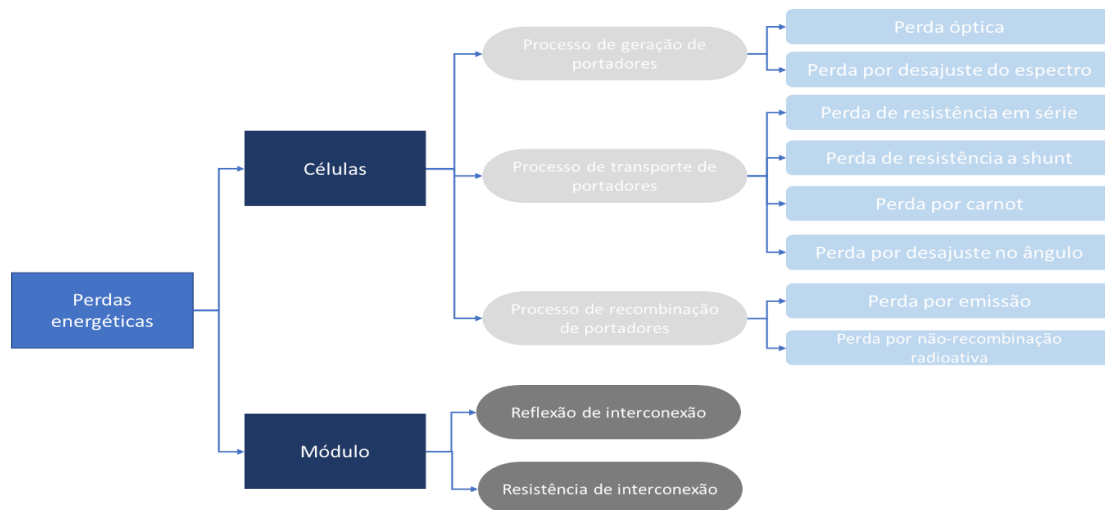 Perdas
energéticas
Células
Processo de geração de
portadores
Perda óptica
Perda por desajuste do espectro
Processo de transporte de
portadores
Perda de resistência em série
Perda de resistência a shunt
Perda por carnot
Perda por desajuste no ângulo
Processo de recombinação
de portadores
Perda por emissão
Perda por não-recombinação
radioativa
Módulo
Reflexão de interconexão
Resistência de interconexão